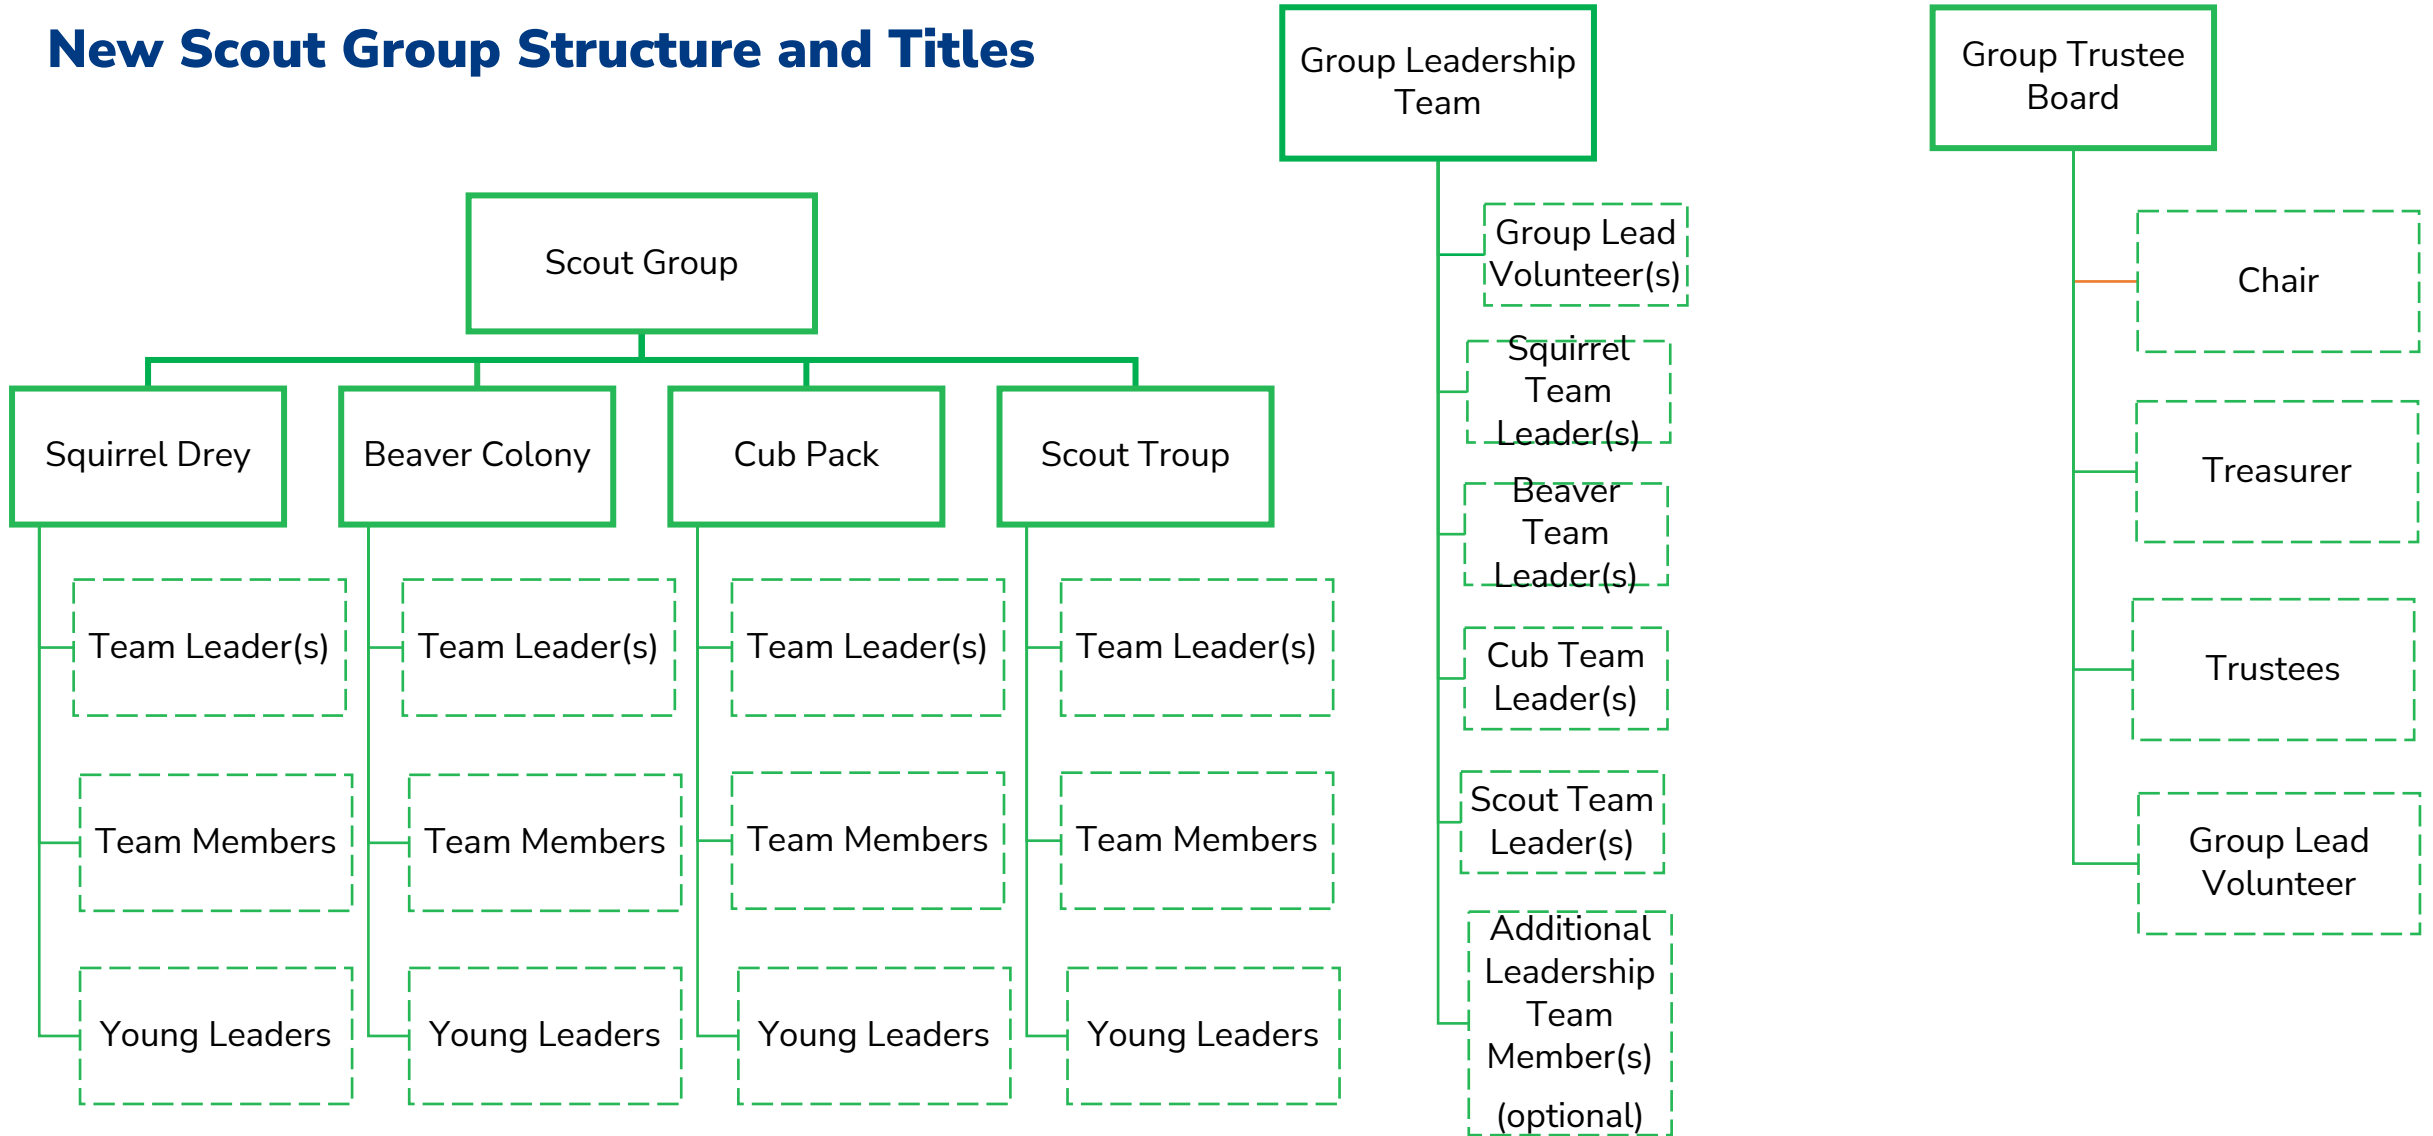 New Scout Group Structure and Titles
Scout Group
Squirrel Drey
Team Leader(s)
Team Members
Young Leaders
Beaver Colony
Team Leader(s)
Team Members
Young Leaders
Cub Pack
Team Leader(s)
Team Members
Young Leaders
Scout Troup
Team Leader(s)
Team Members
Young Leaders
Group Leadership
Team
Group Lead
Volunteer(s)
Squirrel
Team
Leader(s)
Beaver
Team
Leader(s)
Cub Team
Leader(s)
Scout Team
Leader(s)
Additional
Leadership
Team
Member(s)
(optional)
Group Trustee
Board
Chair
Treasurer
Trustees
Group Lead
Volunteer